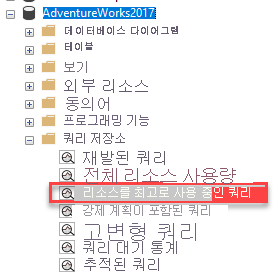 AdventureWorks2017
데이터베이스 다이어그램
테이블
보기
외부 리소스
동의어
프로그래밍 기능
쿼리 저장소
재발된 쿼리
전체 리소스 사용량
리소스를 최고로 사용 중인 쿼리
강제 계획이 포함된 쿼리
고변형 쿼리
쿼리 대기 통계
추적된 쿼리